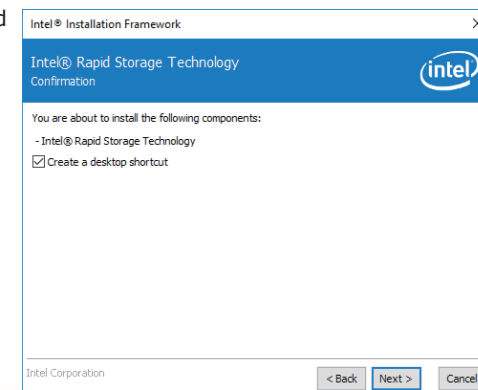 d
Intel® Installation Framework
Intel® Rapid Storage Technology
Confirmation
intel
You are about to install the following components:
- Intel® Rapid Storage Technology
Create a desktop shortcut
Intel Corporation
< Back Next > Cancel